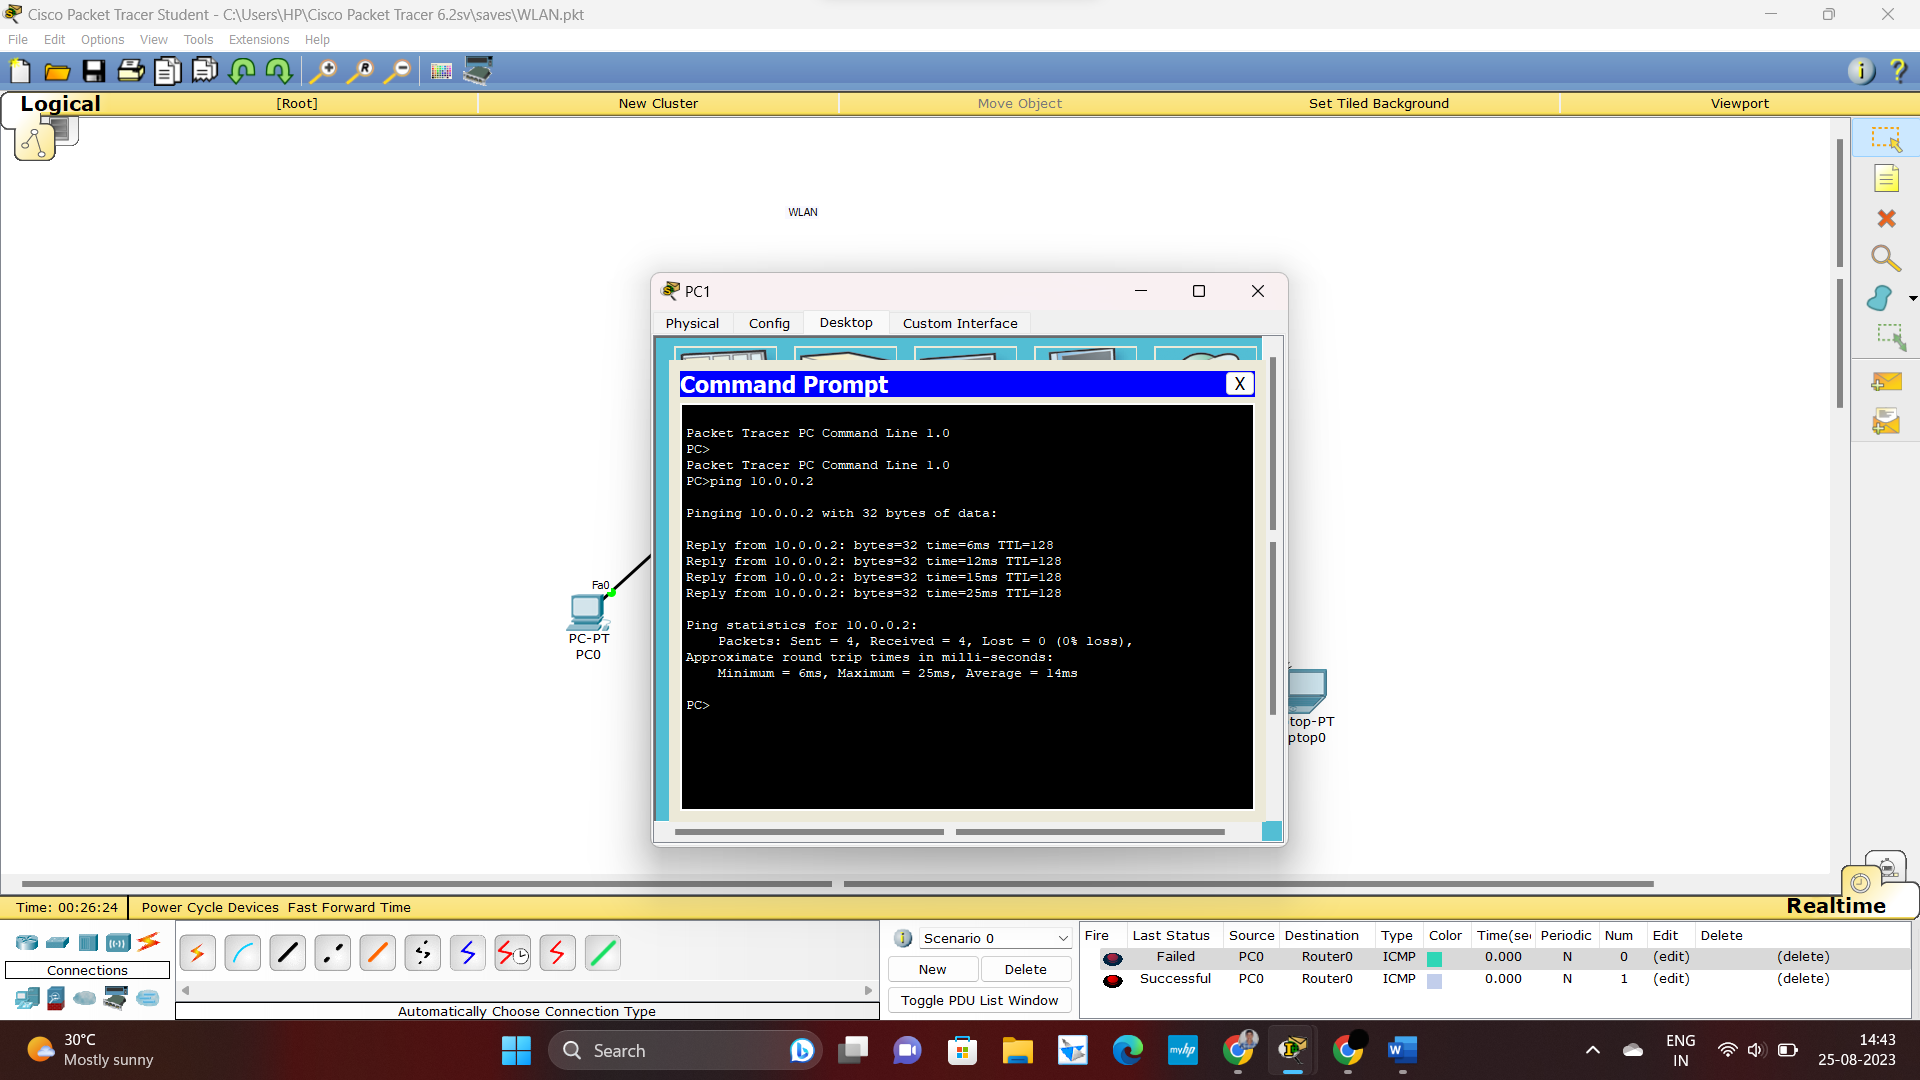 Cisco Packet Tracer Student - C:\Users\HP\Cisco Packet Tracer 6.2sv\saves\WLAN.pkt
File Edit Options View Tools Extensions Help
Logical [Root] New Cluster Move Object Set Tiled Background Viewport
WLAN
PC1
Physical Config Desktop Custom Interface
Command Prompt X
Packet Tracer PC Command Line 1.0
PC>
Packet Tracer PC Command Line 1.0
PC>ping 10.0.0.2
Pinging 10.0.0.2 with 32 bytes of data:
Reply from 10.0.0.2: bytes=32 time=6ms TTL=128
Reply from 10.0.0.2: bytes=32 time=12ms TTL=128
Reply from 10.0.0.2: bytes=32 time=15ms TTL=128
Reply from 10.0.0.2: bytes=32 time=25ms TTL=128
Ping statistics for 10.0.0.2:
Packets: Sent = 4, Received = 4, Lost = 0 (0% loss),
Approximate round trip times in milli-seconds:
Minimum = 6ms, Maximum = 25ms, Average = 14ms
PC>
Fa0
PC-PT
PC0
top-PT
ptop0
Time: 00:26:24 Power Cycle Devices Fast Forward Time Realtime
Connections
Automatically Choose Connection Type
Scenario 0
New Delete
Toggle PDU List Window
Fire Last Status Source Destination Type Color Time(sec Periodic Num Edit Delete
Failed PC0 Router0 ICMP 0.000 N 0 (edit) (delete)
Successful PC0 Router0 ICMP 0.000 N 1 (edit) (delete)
30°C
Mostly sunny
Search
myhp
ENG
IN
14:43
25-08-2023